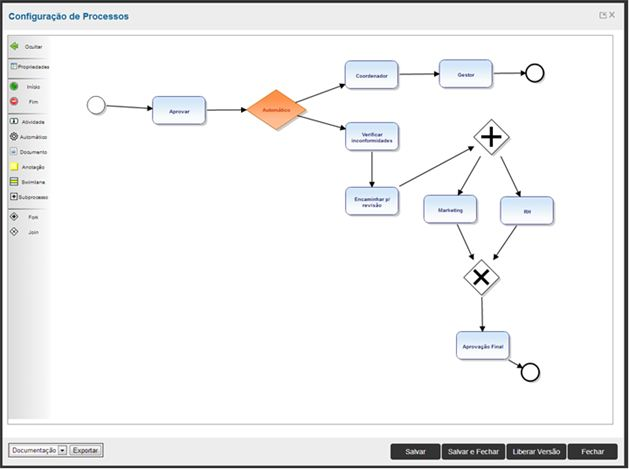 Configuração de Processos
Ocultar
Propriedades
Início
Fim
Atividade
Automático
Documento
Anotação
Swimlane
Subprocesso
Fork
Join
Aprovar
Automático
Coordenador
Gestor
Verificar
inconformidades
Encaminhar p/
revisão
Marketing
RH
Aprovação Final
Documentação
Exportar
Salvar
Salvar e Fechar
Liberar Versão
Fechar